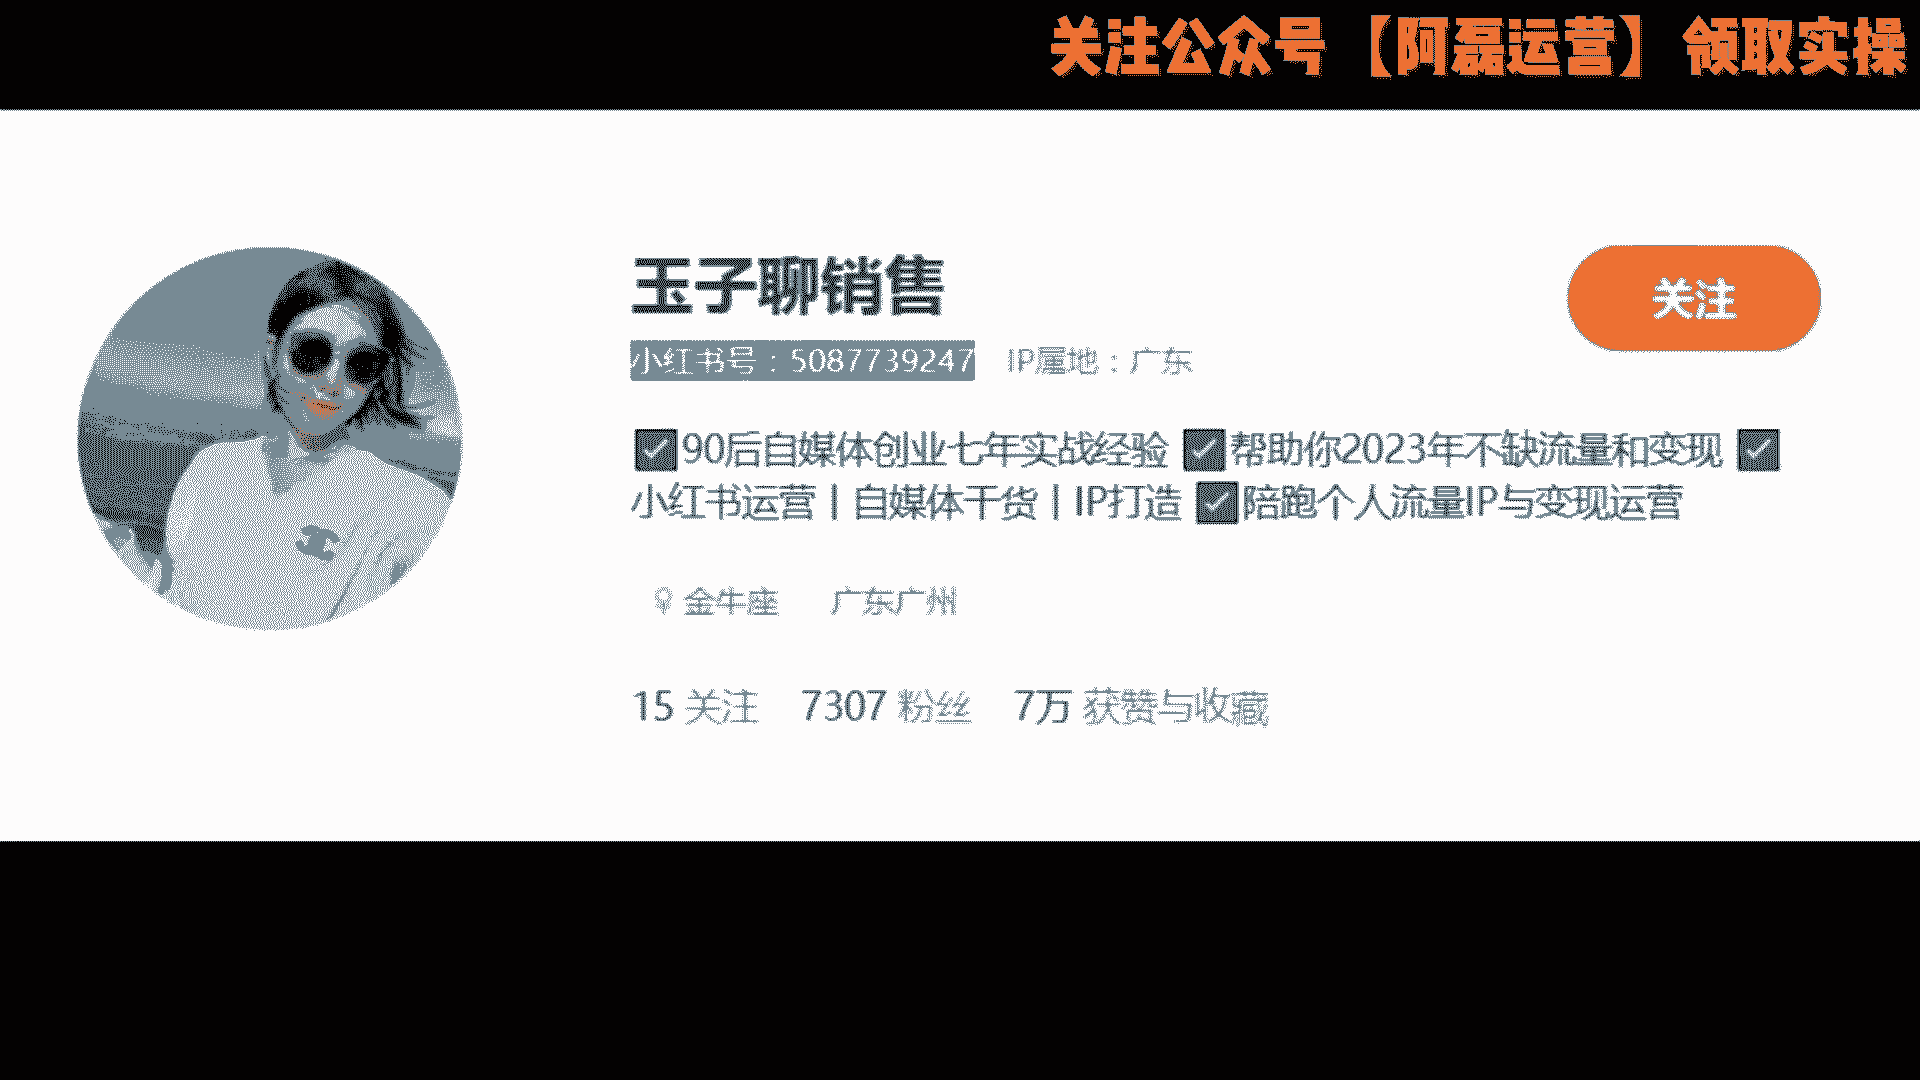 关注公众号【阿磊运营】领取实操
玉子聊销售
关注
小红书号：5087739247 IP属地：广东
✅90后自媒体创业七年实战经验 ✅帮助你2023年不缺流量和变现 ✅
小红书运营丨自媒体干货丨IP打造 ✅陪跑个人流量IP与变现运营
♀ 金牛座 广东广州
15 关注 7307 粉丝 7万 获赞与收藏